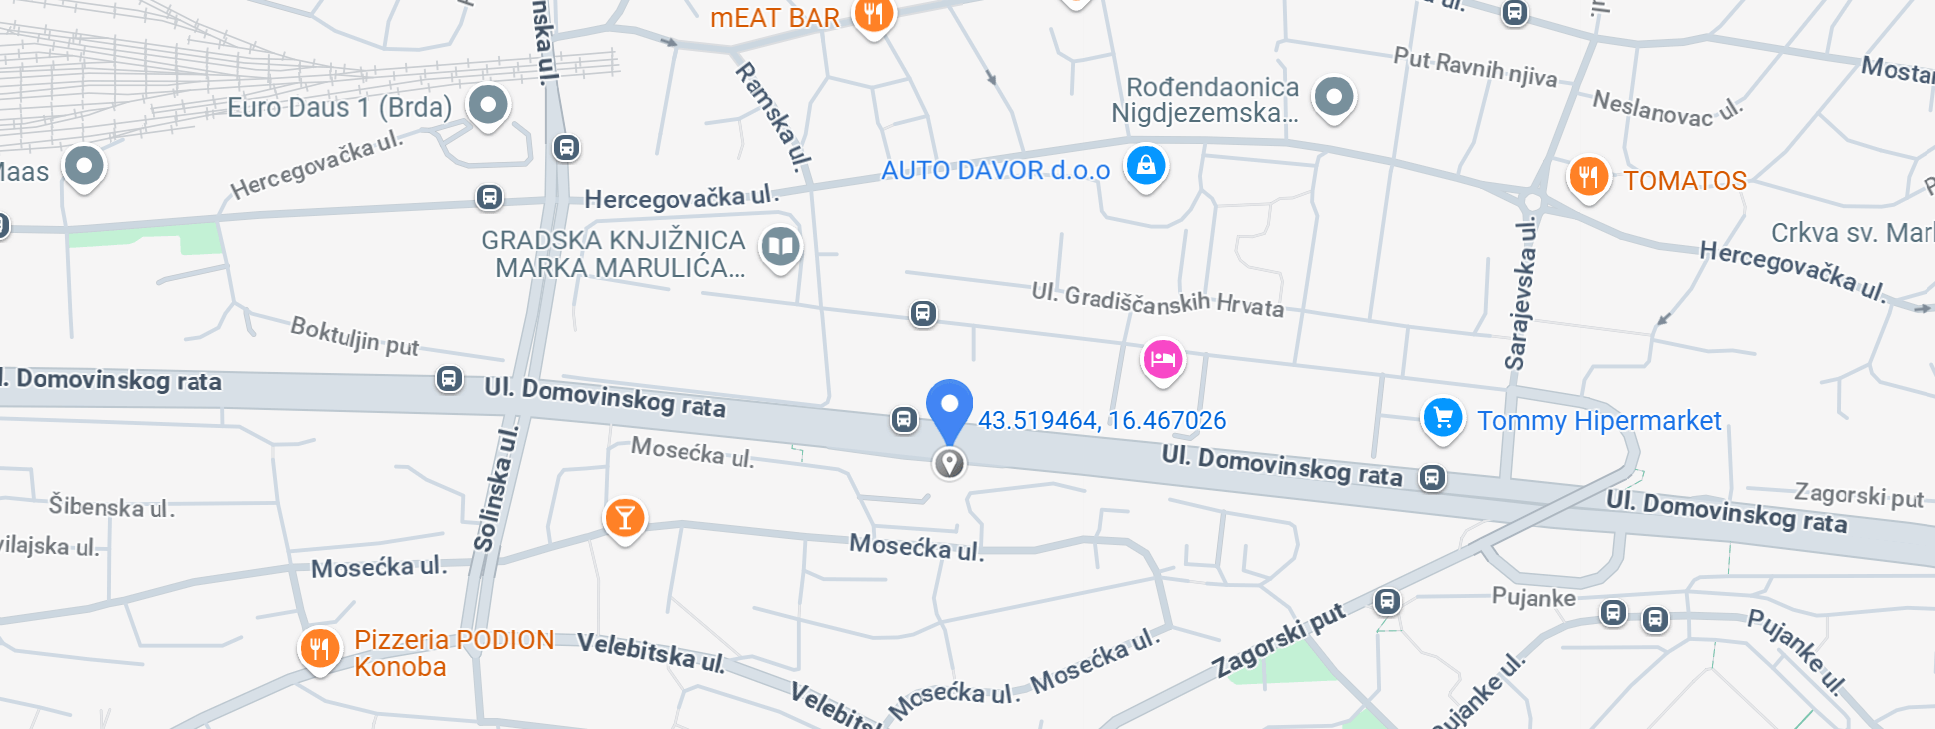 mEAT BAR
Put Ravnih njiva
Mostar
Neslanovac ul.
Ramska ul.
Rođendaonica
Nigdjezemska...
Euro Daus 1 (Brda)
Hercegovačka ul.
Maas
AUTO DAVOR d.o.o
TOMATOS
Hercegovačka ul.
GRADSKA KNJIŽNICA
MARKA MARULIĆA...
Crkva sv. Mar
Hercegovačka ul.
Sarajevska ul.
Ul. Gradiščanskih Hrvata
Boktuljin put
l. Domovinskog rata
Ul. Domovinskog rata
43.519464, 16.467026
Tommy Hipermarket
Mosećka ul.
Ul. Domovinskog rata
Solinska ul.
Zagorski put
Ul. Domovinskog rata
Šibenska ul.
vilajska ul.
Mosećka ul.
Mosećka ul.
Pujanke
Pujanke ul.
Zagorski put
Pizzeria PODION
Konoba
Velebitska ul.
Velebits
Mosećka ul.
Mosećka ul.
Pujanke ul.